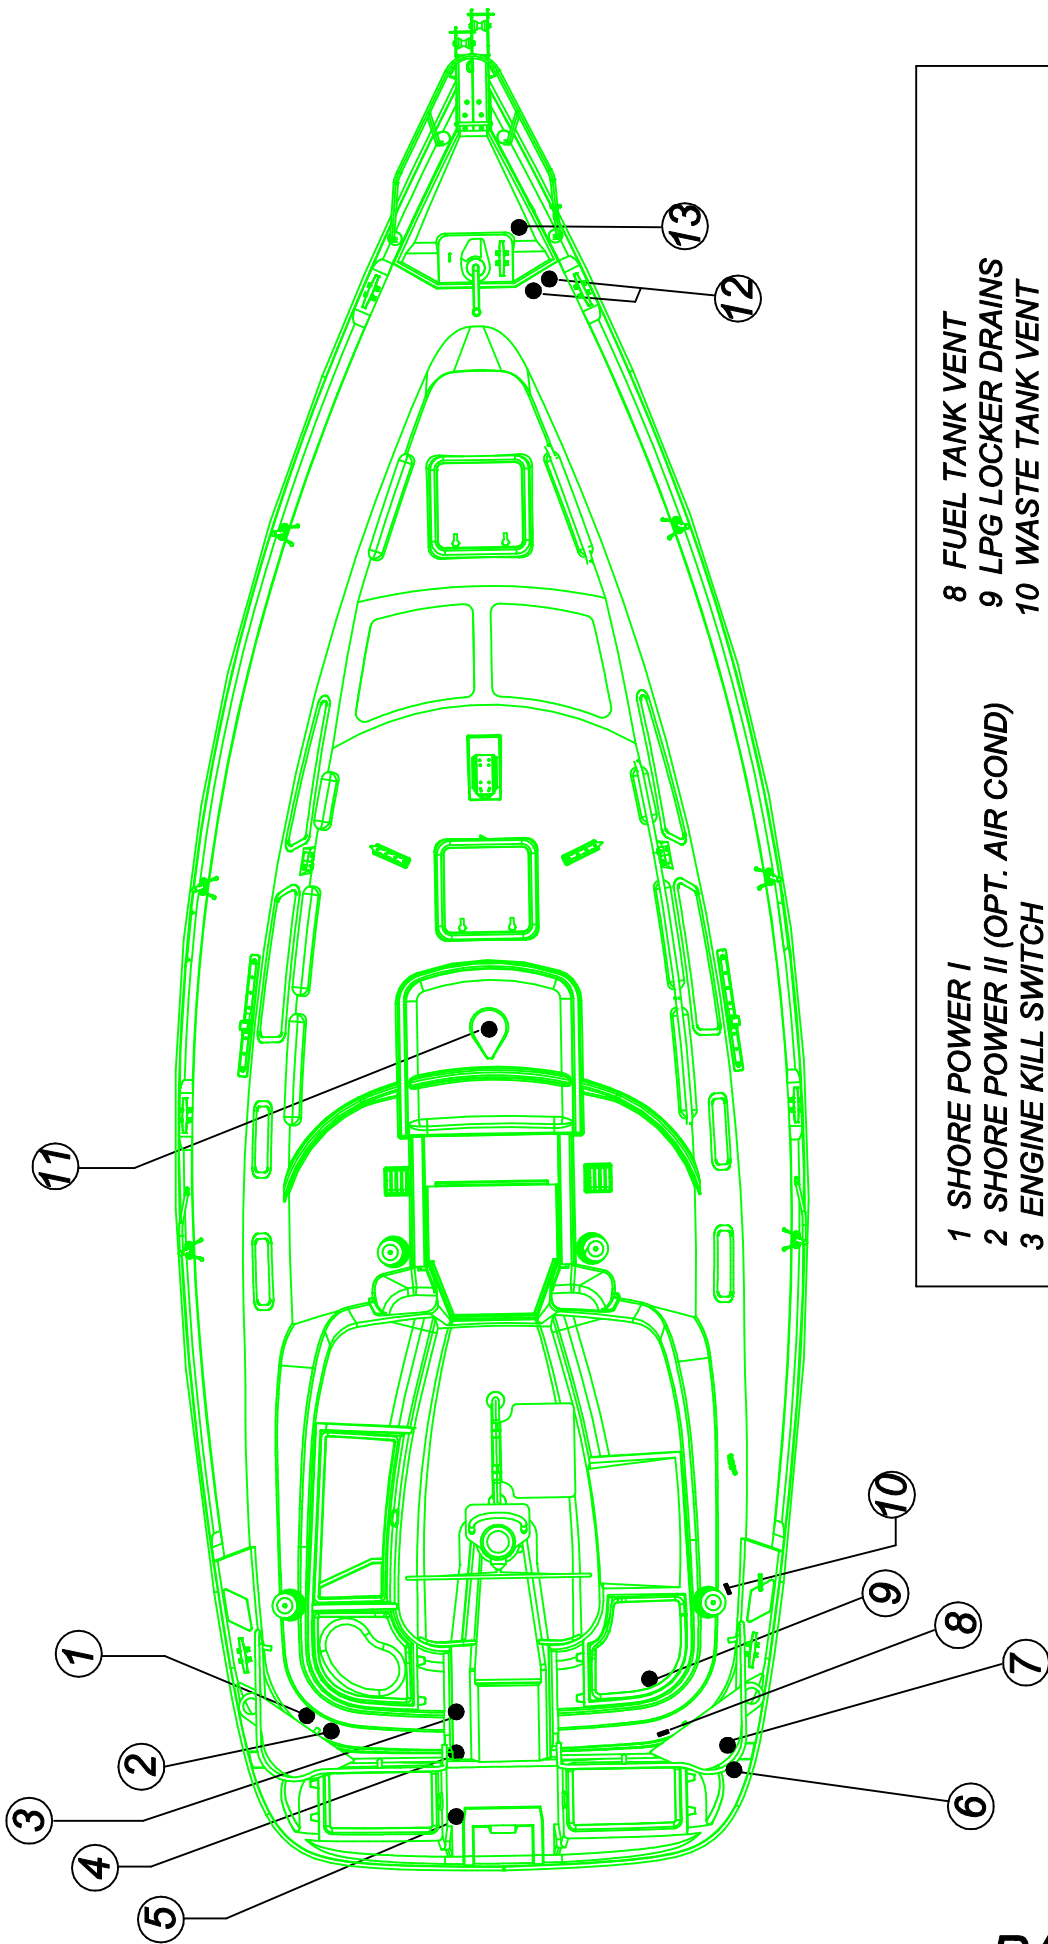 1 SHORE POWER I
2 SHORE POWER II (OPT. AIR COND)
3 ENGINE KILL SWITCH
8 FUEL TANK VENT
9 LPG LOCKER DRAINS
10 WASTE TANK VENT
1
2
3
4
5
6
7
8
9
10
11
12
13